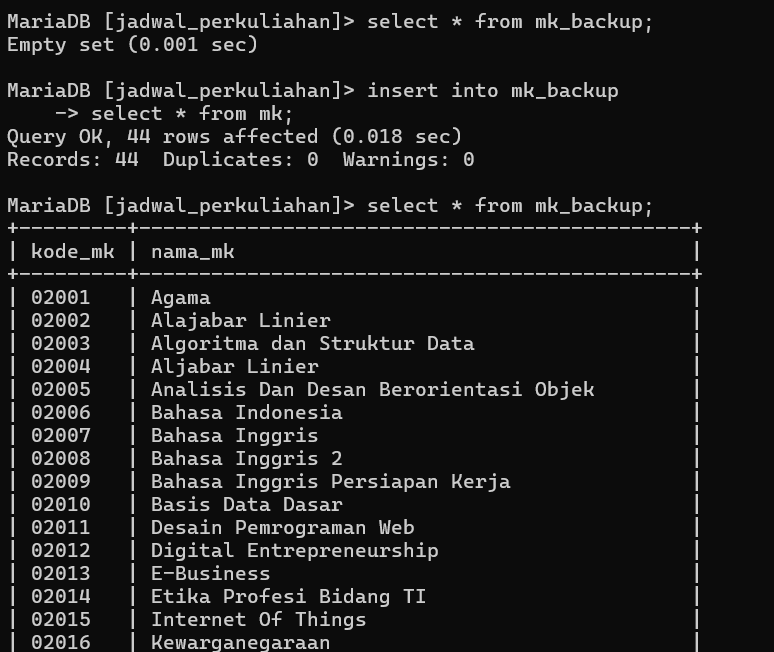 MariaDB [jadwal_perkuliahan]> select * from mk_backup;
Empty set (0.001 sec)
MariaDB [jadwal_perkuliahan]> insert into mk_backup
    -> select * from mk;
Query OK, 44 rows affected (0.018 sec)
Records: 44  Duplicates: 0  Warnings: 0
MariaDB [jadwal_perkuliahan]> select * from mk_backup;
+---------+----------------------------------------------+
| kode_mk | nama_mk                                      |
+---------+----------------------------------------------+
| 02001   | Agama                                        |
| 02002   | Alajabar Linier                              |
| 02003   | Algoritma dan Struktur Data                  |
| 02004   | Aljabar Linier                               |
| 02005   | Analisis Dan Desan Berorientasi Objek        |
| 02006   | Bahasa Indonesia                             |
| 02007   | Bahasa Inggris                               |
| 02008   | Bahasa Inggris 2                             |
| 02009   | Bahasa Inggris Persiapan Kerja               |
| 02010   | Basis Data Dasar                             |
| 02011   | Desain Pemrograman Web                       |
| 02012   | Digital Entrepreneurship                     |
| 02013   | E-Business                                   |
| 02014   | Etika Profesi Bidang TI                      |
| 02015   | Internet Of Things                           |
| 02016   | Kewarganegaraan                              |